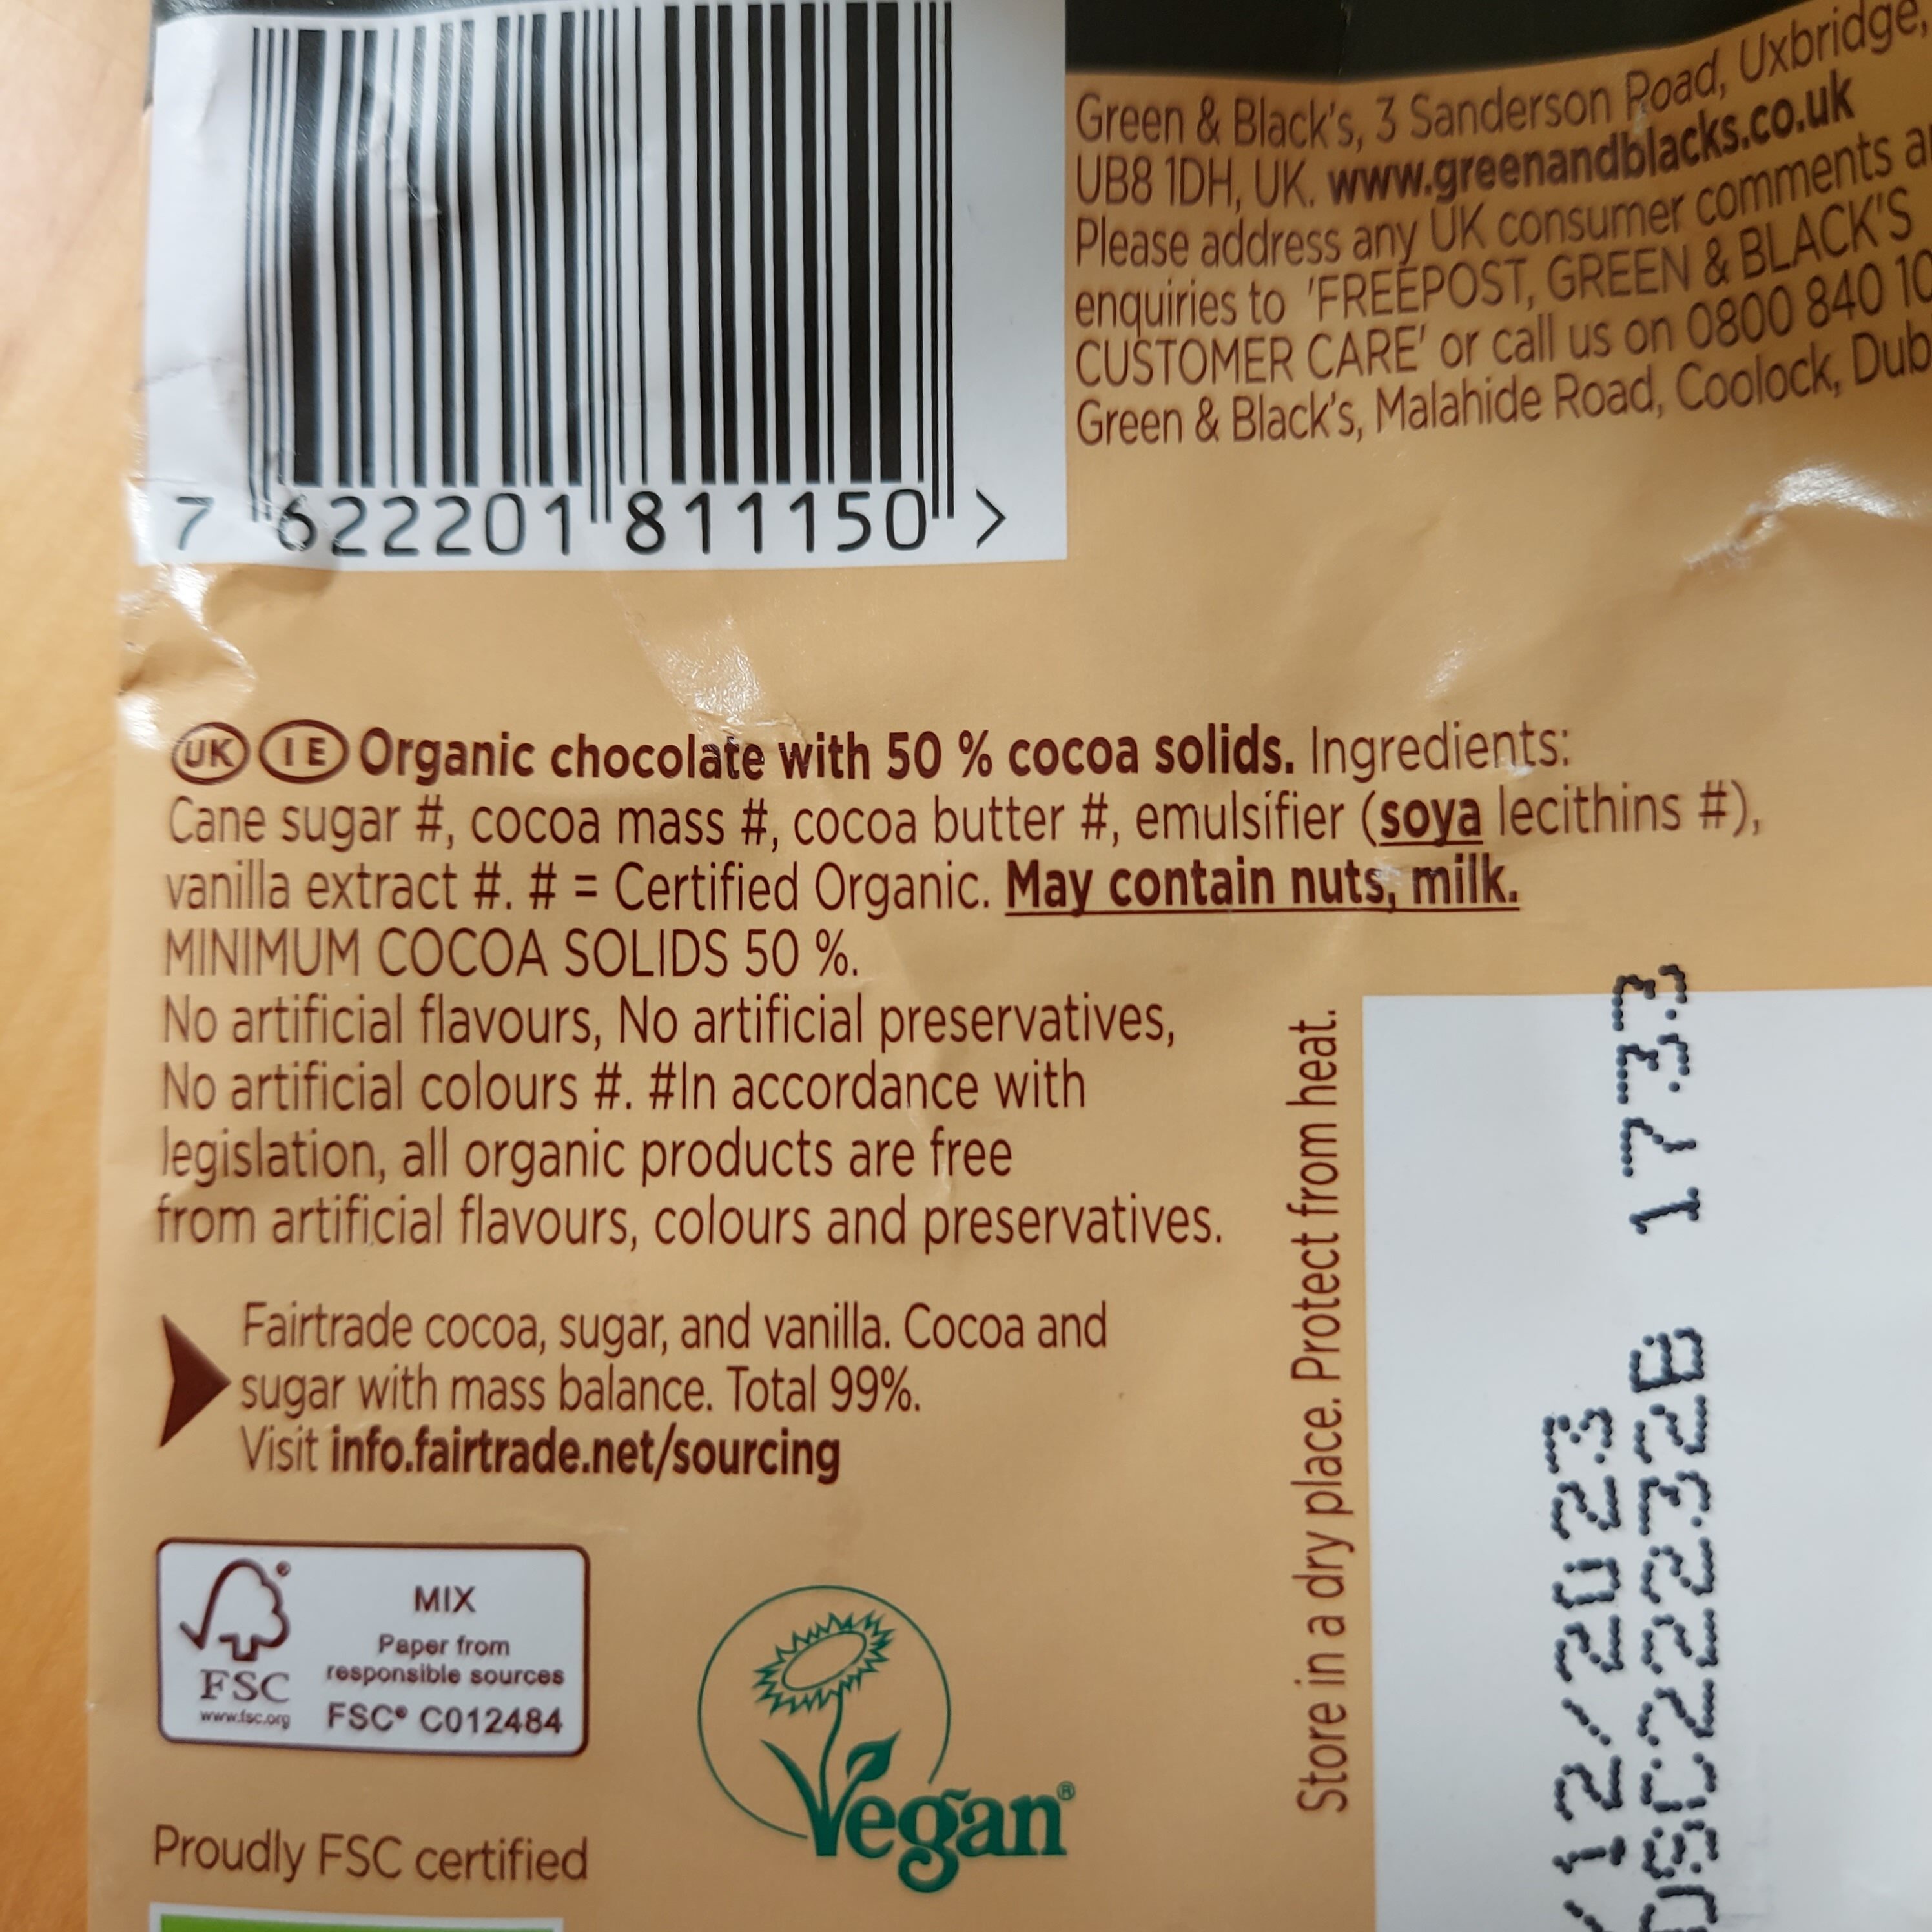 7 622201 811150 >
Green & Black's, 3 Sanderson Road, Uxbridge,
UB8 1DH, UK. www.greenandblacks.co.uk
Please address any UK consumer comments
enquiries to 'FREEPOST, GREEN & BLACK'S
CUSTOMER CARE' or call us on 0800 840 10
Green & Black's, Malahide Road, Coolock, Dub
UK IE Organic chocolate with 50 % cocoa solids. Ingredients:
Cane sugar #, cocoa mass #, cocoa butter #, emulsifier (soya lecithins #),
vanilla extract #. # = Certified Organic. May contain nuts, milk.
MINIMUM COCOA SOLIDS 50 %.
No artificial flavours, No artificial preservatives,
No artificial colours #. #In accordance with
legislation, all organic products are free
from artificial flavours, colours and preservatives.
Fairtrade cocoa, sugar, and vanilla. Cocoa and
sugar with mass balance. Total 99%.
Visit info.fairtrade.net/sourcing
FSC
www.fsc.org
MIX
Paper from
responsible sources
FSC® C012484
Proudly FSC certified
Vegan®
Store in a dry place. Protect from heat.
/12/2023
OSC22232B 1733